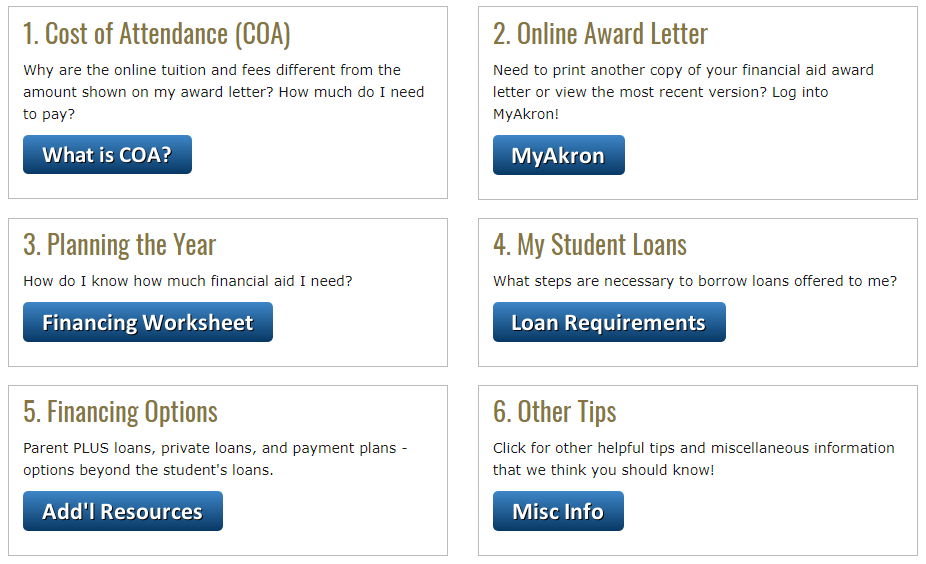 1. Cost of Attendance (COA)
Why are the online tuition and fees different from the
amount shown on my award letter? How much do I need
to pay?
What is COA?
2. Online Award Letter
Need to print another copy of your financial aid award
letter or view the most recent version? Log into
MyAkron!
MyAkron
3. Planning the Year
How do I know how much financial aid I need?
Financing Worksheet
4. My Student Loans
What steps are necessary to borrow loans offered to me?
Loan Requirements
5. Financing Options
Parent PLUS loans, private loans, and payment plans -
options beyond the student's loans.
Add'l Resources
6. Other Tips
Click for other helpful tips and miscellaneous information
that we think you should know!
Misc Info